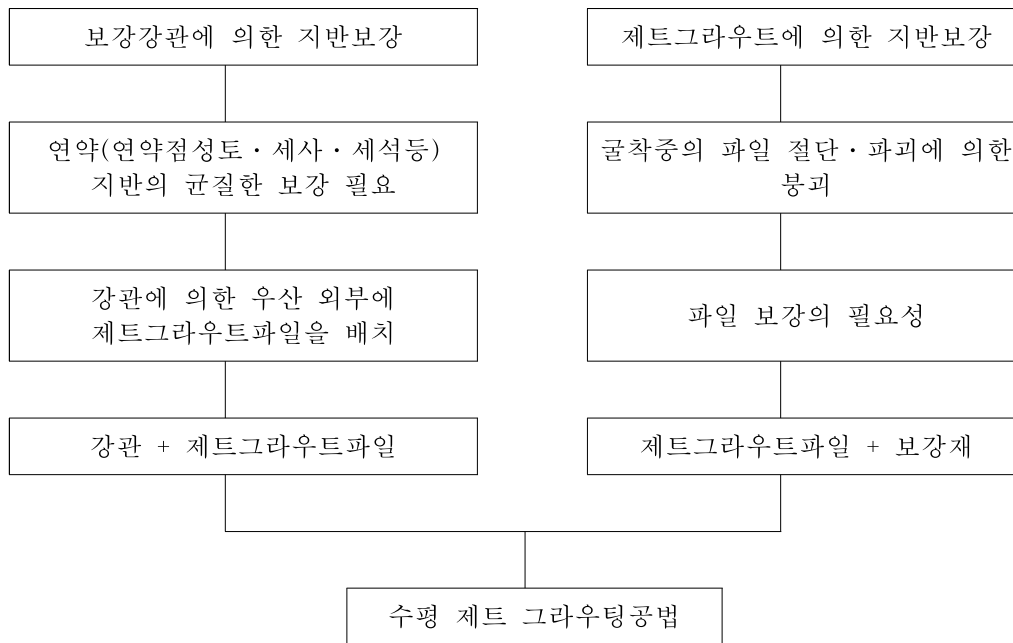 보강강관에 의한 지반보강
연약(연약점성토·세사·세석등)
지반의 균질한 보강 필요
강관에 의한 우산 외부에
제트그라우트파일을 배치
강관 + 제트그라우트파일
제트그라우트에 의한 지반보강
굴착중의 파일 절단·파괴에 의한
붕괴
파일 보강의 필요성
제트그라우트파일 + 보강재
수평 제트 그라우팅공법